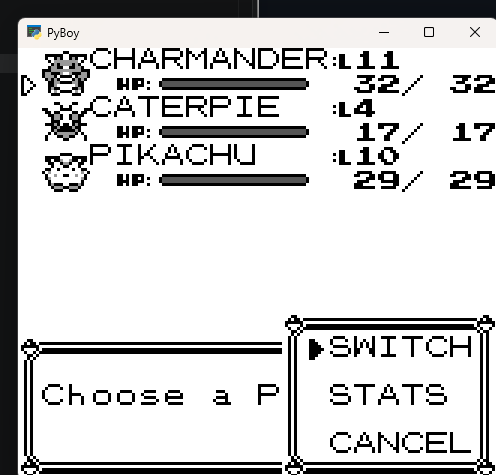 PyBoy
CHARMANDER :L11
HP: 32/ 32
CATERPIE :L4
HP: 17/ 17
PIKACHU :L10
HP: 29/ 29
SWITCH
Choose a P
STATS
CANCEL